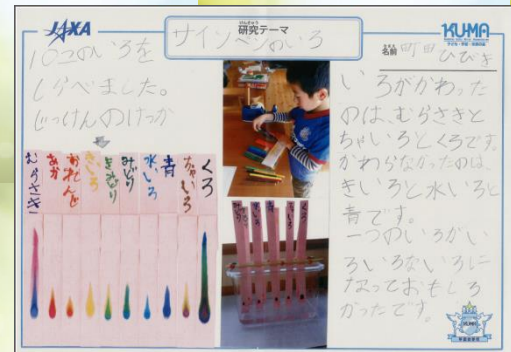 JAXA
けんきゅう
研究テーマ
サインペンのいろ
KUMA
名前 町田ひびき
10このいろを
しらべました。
じっけんのけっか
むらさき
あか
おれんじ
きいろ
きみどり
みどり
水いろ
青
ちゃいろ
くろ
いろがかわった
のは、むらさきと
ちゃいろとくろです。
かわらなかったのは、
きいろと水いろと
青です。
一つのいろがい
ろいろないろに
なっておもしろ
かったです。
KUMA